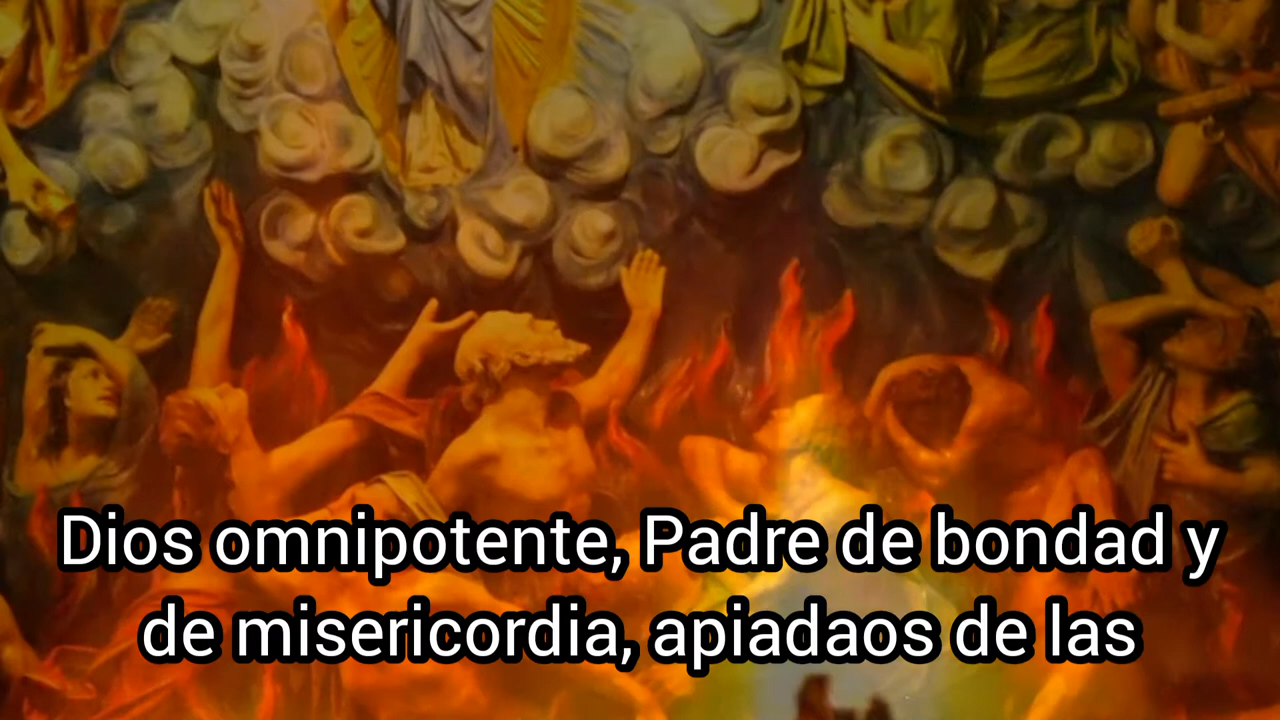 Dios omnipotente, Padre de bondad y
de misericordia, apiadaos de las